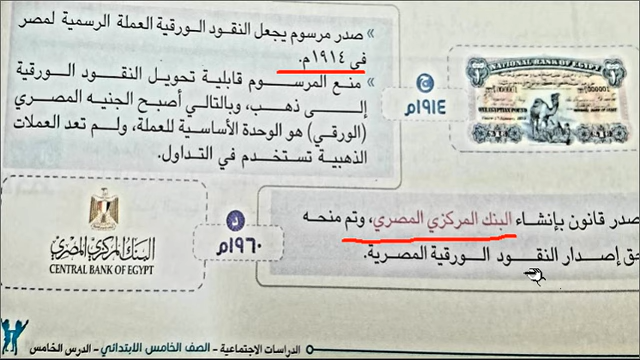 » صدر مرسوم يجعل النقود الورقية العملة الرسمية لمصر
في ١٩١٤م.
» منع المرسوم قابلية تحويل النقود الورقية
إلى ذهب، وبالتالي أصبح الجنيه المصري
(الورقي) هو الوحدة الأساسية للعملة، ولم تعد العملات
الذهبية تستخدم في التداول.
ج
١٩١٤م
NATIONAL BANK OF EGYPT
صدر قانون بإنشاء البنك المركزي المصري، وتم منحه
حق إصدار النقود الورقية المصرية.
د
١٩٦٠م
البنك المركزي المصري
CENTRAL BANK OF EGYPT
الدراسات الاجتماعية - الصف الخامس الابتدائي - الدرس الخامس